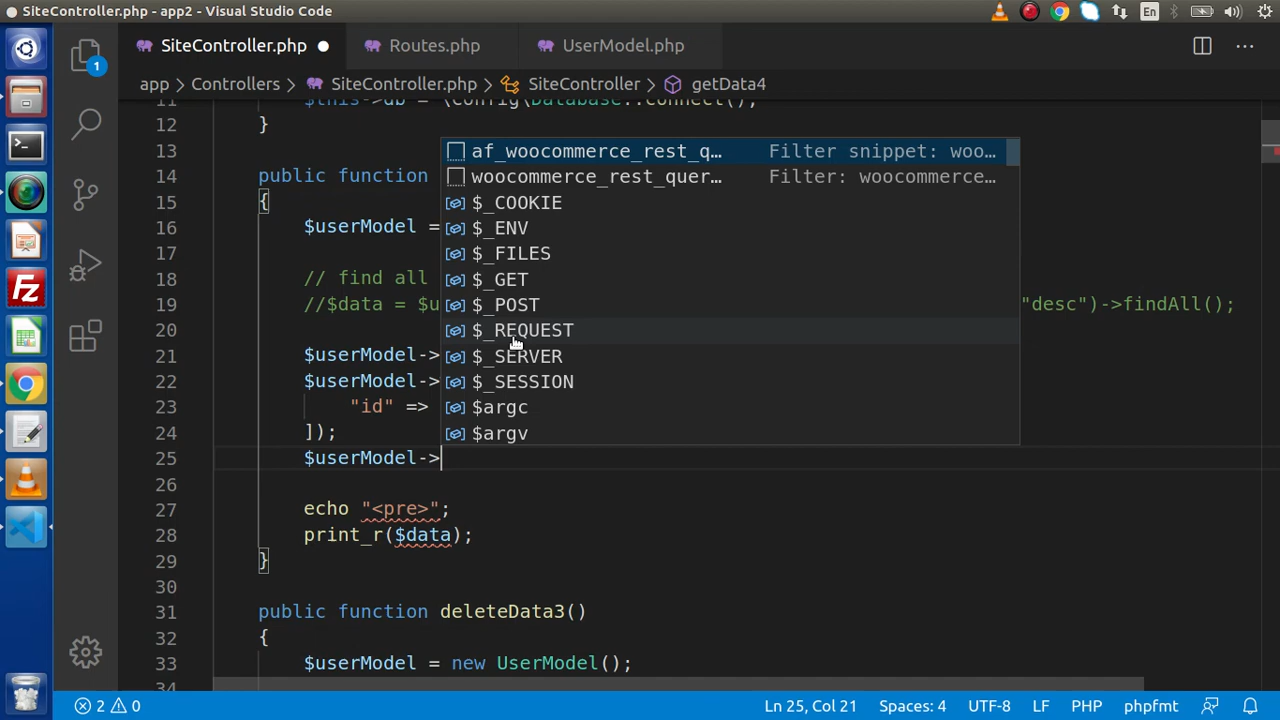 SiteController.php - app2 - Visual Studio Code
En
1
SiteController.php
Routes.php
UserModel.php
app > Controllers > SiteController.php > SiteController > getData4
11 $this->db = \Config\Database::connect();
12 }
13
14 public function
15 {
16 $userModel =
17
18 // find all
19 //$data = $u "desc")->findAll();
20
21 $userModel->
22 $userModel->
23 "id" =>
24 ]);
25 $userModel->
26
27 echo "<pre>";
28 print_r($data);
29 }
30
31 public function deleteData3()
32 {
33 $userModel = new UserModel();
34
af_woocommerce_rest_q… Filter snippet: woo…
woocommerce_rest_quer… Filter: woocommerce…
$_COOKIE
$_ENV
$_FILES
$_GET
$_POST
$_REQUEST
$_SERVER
$_SESSION
$argc
$argv
2 0 Ln 25, Col 21 Spaces: 4 UTF-8 LF PHP phpfmt